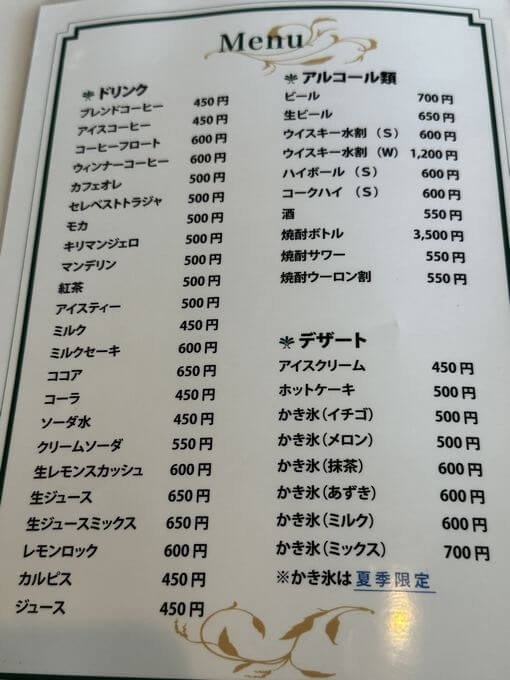 Menu
ドリンク
ブレンドコーヒー 450円
アイスコーヒー 450円
コーヒーフロート 600円
ウィンナーコーヒー 600円
カフェオレ 500円
セレベストトラジャ 500円
モカ 500円
キリマンジェロ 500円
マンデリン 500円
紅茶 500円
アイスティー 500円
ミルク 450円
ミルクセーキ 600円
ココア 650円
コーラ 450円
ソーダ水 450円
クリームソーダ 550円
生レモンスカッシュ 600円
生ジュース 650円
生ジュースミックス 650円
レモンロック 600円
カルピス 450円
ジュース 450円
アルコール類
ビール 700円
生ビール 650円
ウイスキー水割 (S) 600円
ウイスキー水割 (W) 1,200円
ハイボール (S) 600円
コークハイ (S) 600円
酒 550円
焼酎ボトル 3,500円
焼酎サワー 550円
焼酎ウーロン割 550円
デザート
アイスクリーム 450円
ホットケーキ 500円
かき氷(イチゴ) 500円
かき氷(メロン) 500円
かき氷(抹茶) 600円
かき氷(あずき) 600円
かき氷(ミルク) 600円
かき氷(ミックス) 700円
※かき氷は 夏季限定